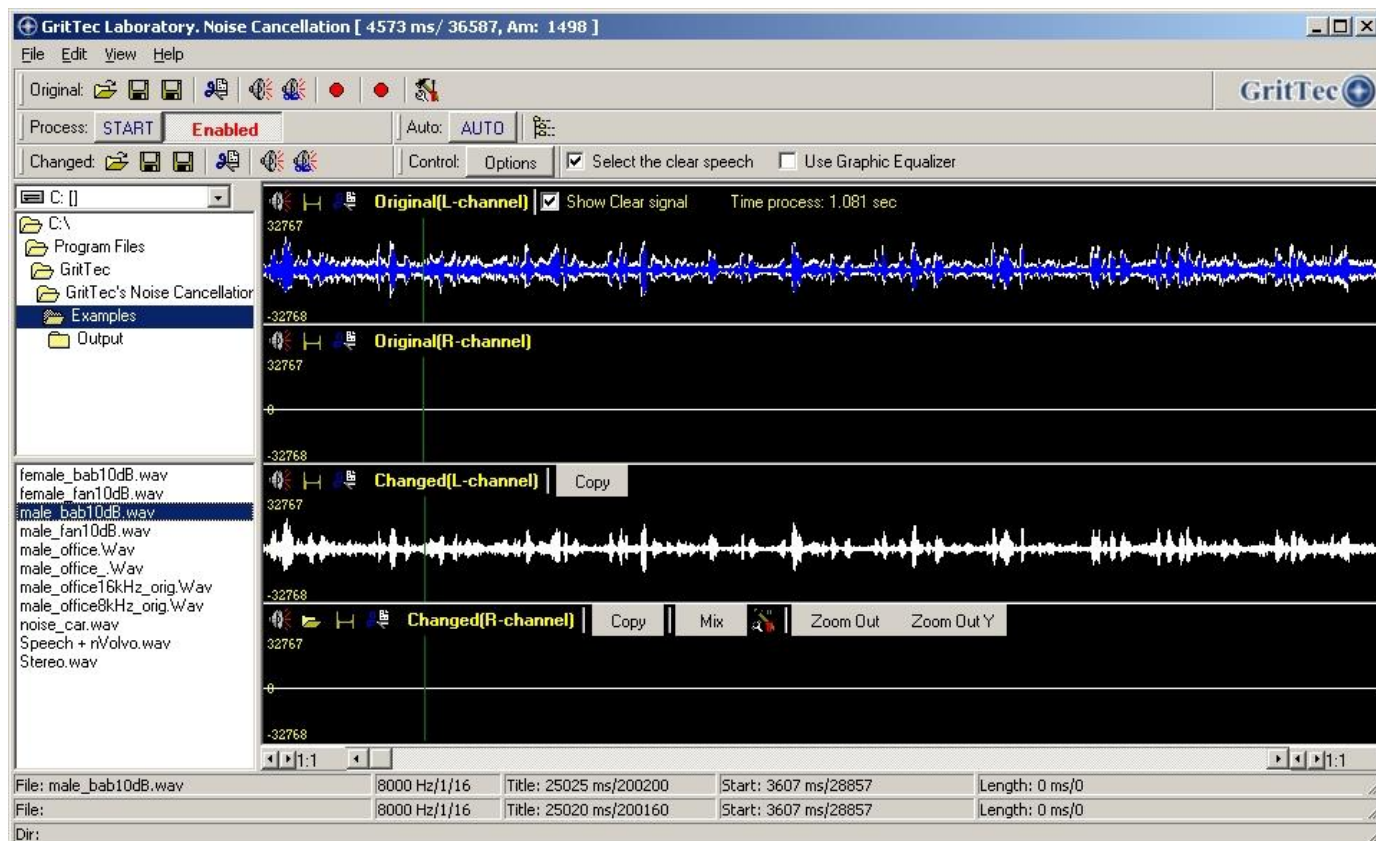 GritTec Laboratory. Noise Cancellation [ 4573 ms/ 36587, Am: 1498 ]
File Edit View Help
Original: GritTec
Process: START Enabled Auto: AUTO
Changed: Control: Options Select the clear speech Use Graphic Equalizer
C: []
C:\
Program Files
GritTec
GritTec's Noise Cancellation
Examples
Output
female_bab10dB.wav
female_fan10dB.wav
male_bab10dB.wav
male_fan10dB.wav
male_office.Wav
male_office_.Wav
male_office16kHz_orig.Wav
male_office8kHz_orig.Wav
noise_car.wav
Speech + nVolvo.wav
Stereo.wav
Original(L-channel) Show Clear signal Time process: 1.081 sec
32767
-32768
Original(R-channel)
32767
0
-32768
Changed(L-channel) Copy
32767
-32768
Changed(R-channel) Copy Mix Zoom Out Zoom Out Y
32767
0
-32768
1:1 1:1
File: male_bab10dB.wav 8000 Hz/1/16 Title: 25025 ms/200200 Start: 3607 ms/28857 Length: 0 ms/0
File: 8000 Hz/1/16 Title: 25020 ms/200160 Start: 3607 ms/28857 Length: 0 ms/0
Dir: